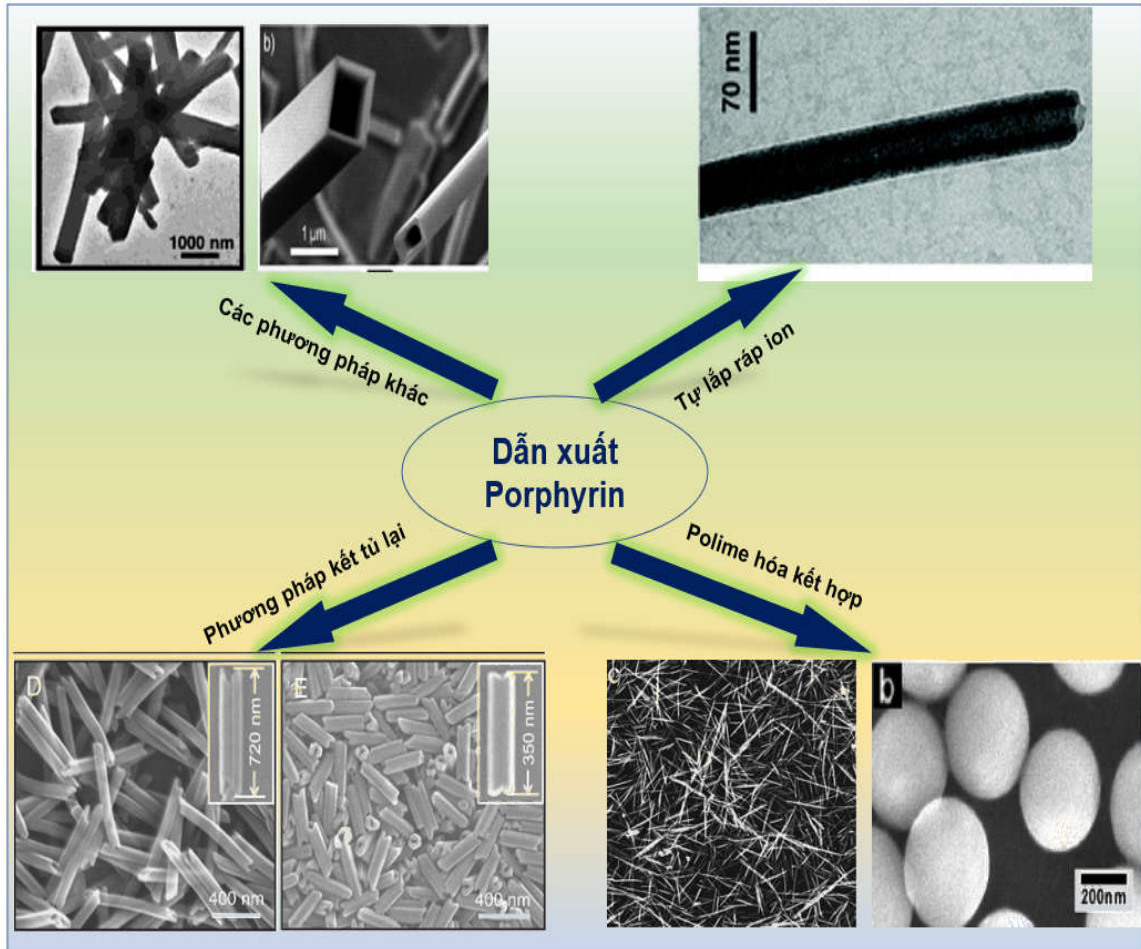 b)
1000 nm
1 µm
70 nm
Các phương pháp khác
Tự lắp ráp ion
Dẫn xuất
Porphyrin
Phương pháp kết tủ lại
Polime hóa kết hợp
D
720 nm
400 nm
E
350 nm
400 nm
c
b
200nm